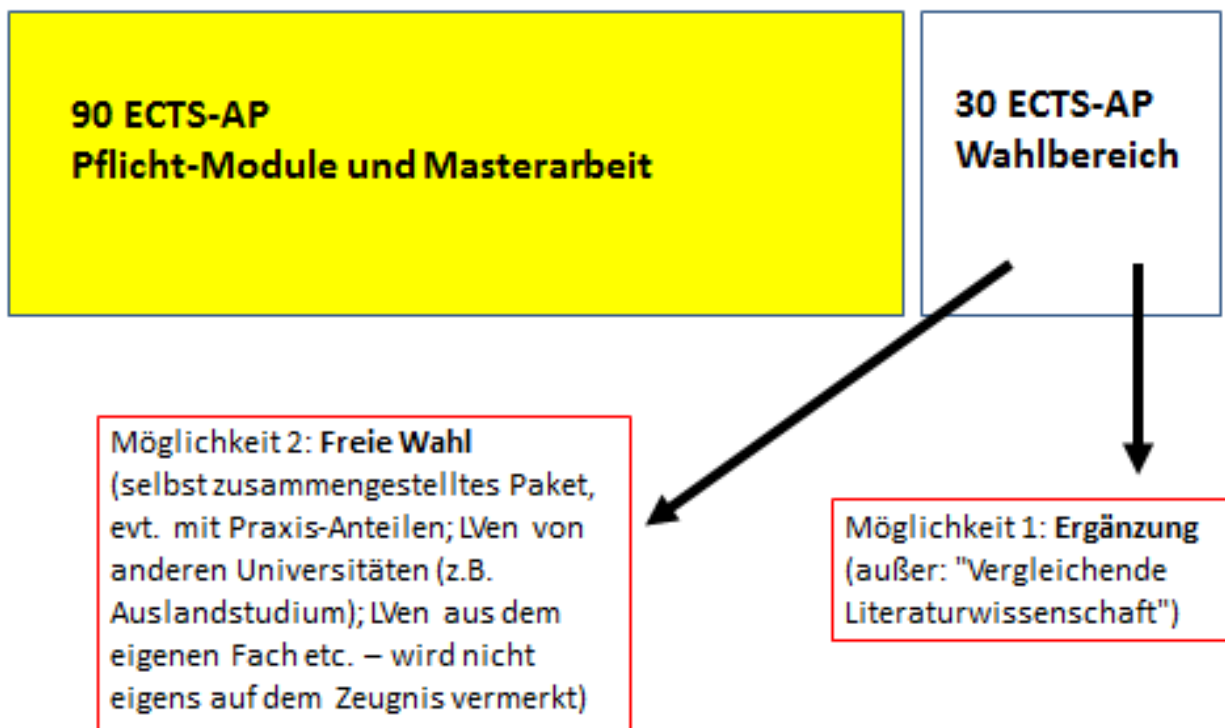 90 ECTS-AP
Pflicht-Module und Masterarbeit
30 ECTS-AP
Wahlbereich
Möglichkeit 2: Freie Wahl
(selbst zusammengestelltes Paket,
evt. mit Praxis-Anteilen; LVen von
anderen Universitäten (z.B.
Auslandstudium); LVen aus dem
eigenen Fach etc. – wird nicht
eigens auf dem Zeugnis vermerkt)
Möglichkeit 1: Ergänzung
(außer: "Vergleichende
Literaturwissenschaft")